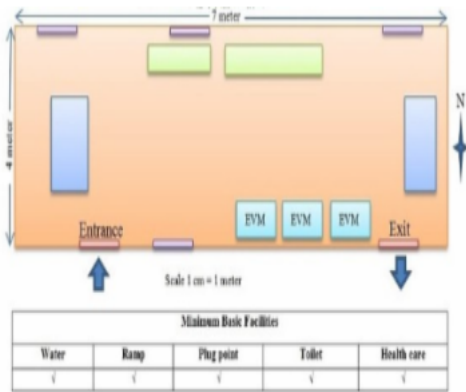 7 meter
4 meter
N
EVM EVM EVM
Entrance
Exit
Scale 1 cm = 1 meter
Minimum Basic Facilities
Water Ramp Plug point Toilet Health care
√ √ √ √ √